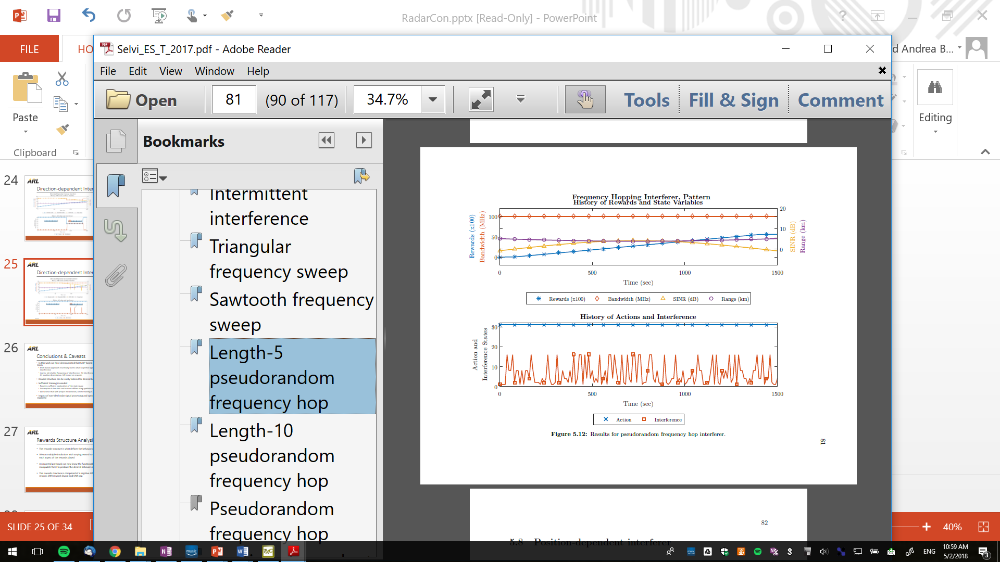 RadarCon.pptx [Read-Only] - PowerPoint
FILE
HO
d Andrea B...
Paste
Clipboard
Editing
Selvi_ES_T_2017.pdf - Adobe Reader
File Edit View Window Help
Open
81
(90 of 117)
34.7%
Tools
Fill & Sign
Comment
Bookmarks
Intermittent
interference
Triangular
frequency sweep
Sawtooth frequency
sweep
Length-5
pseudorandom
frequency hop
Length-10
pseudorandom
frequency hop
Pseudorandom
frequency hop
24
ARL
Direction-dependent Inter
25
ARL
Direction-dependent Inter
26
ARL
Conclusions & Caveats
27
ARL
Rewards Structure Analysi
Frequency Hopping Interferer, Pattern
History of Rewards and State Variables
Rewards (x100)
Bandwidth (MHz)
100
50
0
20
10
0
SINR (dB)
Range (km)
0 500 1000 1500
Time (sec)
Rewards (x100) Bandwidth (MHz) SINR (dB) Range (km)
History of Actions and Interference
Action and
Interference States
30
20
10
0
0 500 1000 1500
Time (sec)
Action Interference
Figure 5.12: Results for pseudorandom frequency hop interferer.
81
82
5.8 Position-dependent interferer
SLIDE 25 OF 34
40%
ENG
10:59 AM
5/2/2018
3